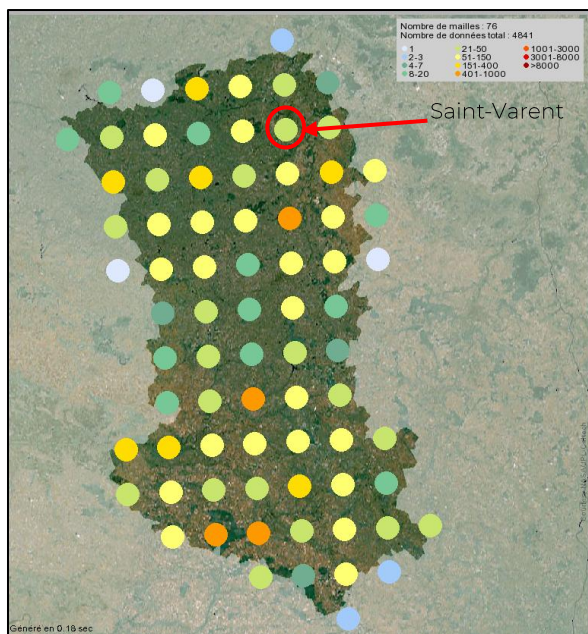 Nombre de mailles : 76
Nombre de données total : 4841
1 21-50 1001-3000
2-3 51-150 3001-8000
4-7 151-400 >8000
8-20 401-1000
Saint-Varent
Généré en 0.18 sec